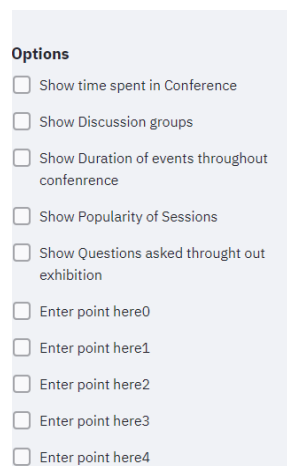 Options
Show time spent in Conference
Show Discussion groups
Show Duration of events throughout
confenrence
Show Popularity of Sessions
Show Questions asked throught out
exhibition
Enter point here0
Enter point here1
Enter point here2
Enter point here3
Enter point here4